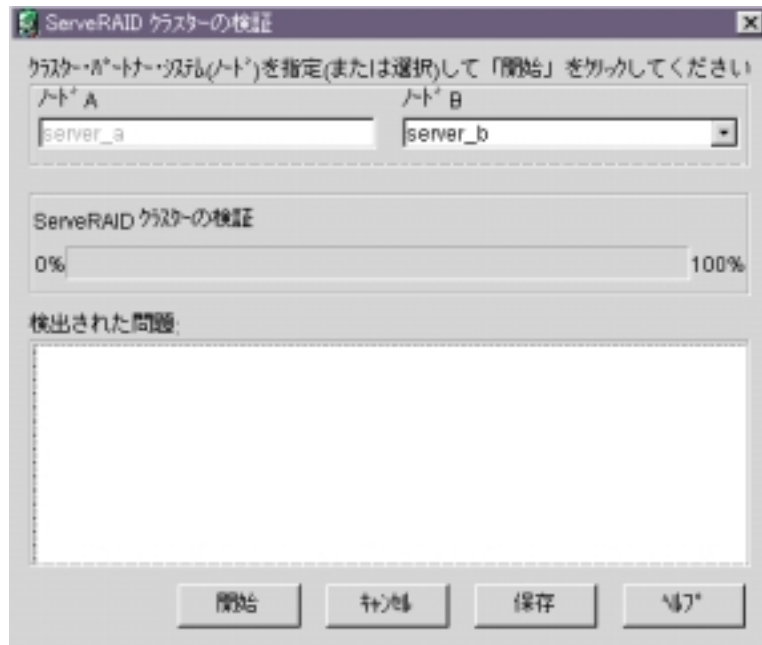 ServeRAID クラスターの検証
クラスター・パートナー・システム(ノード)を指定(または選択)して「開始」をクリックしてください
ノード A ノード B
server_a server_b
ServeRAID クラスターの検証
0% 100%
検出された問題:
開始 キャンセル 保存 ヘルプ